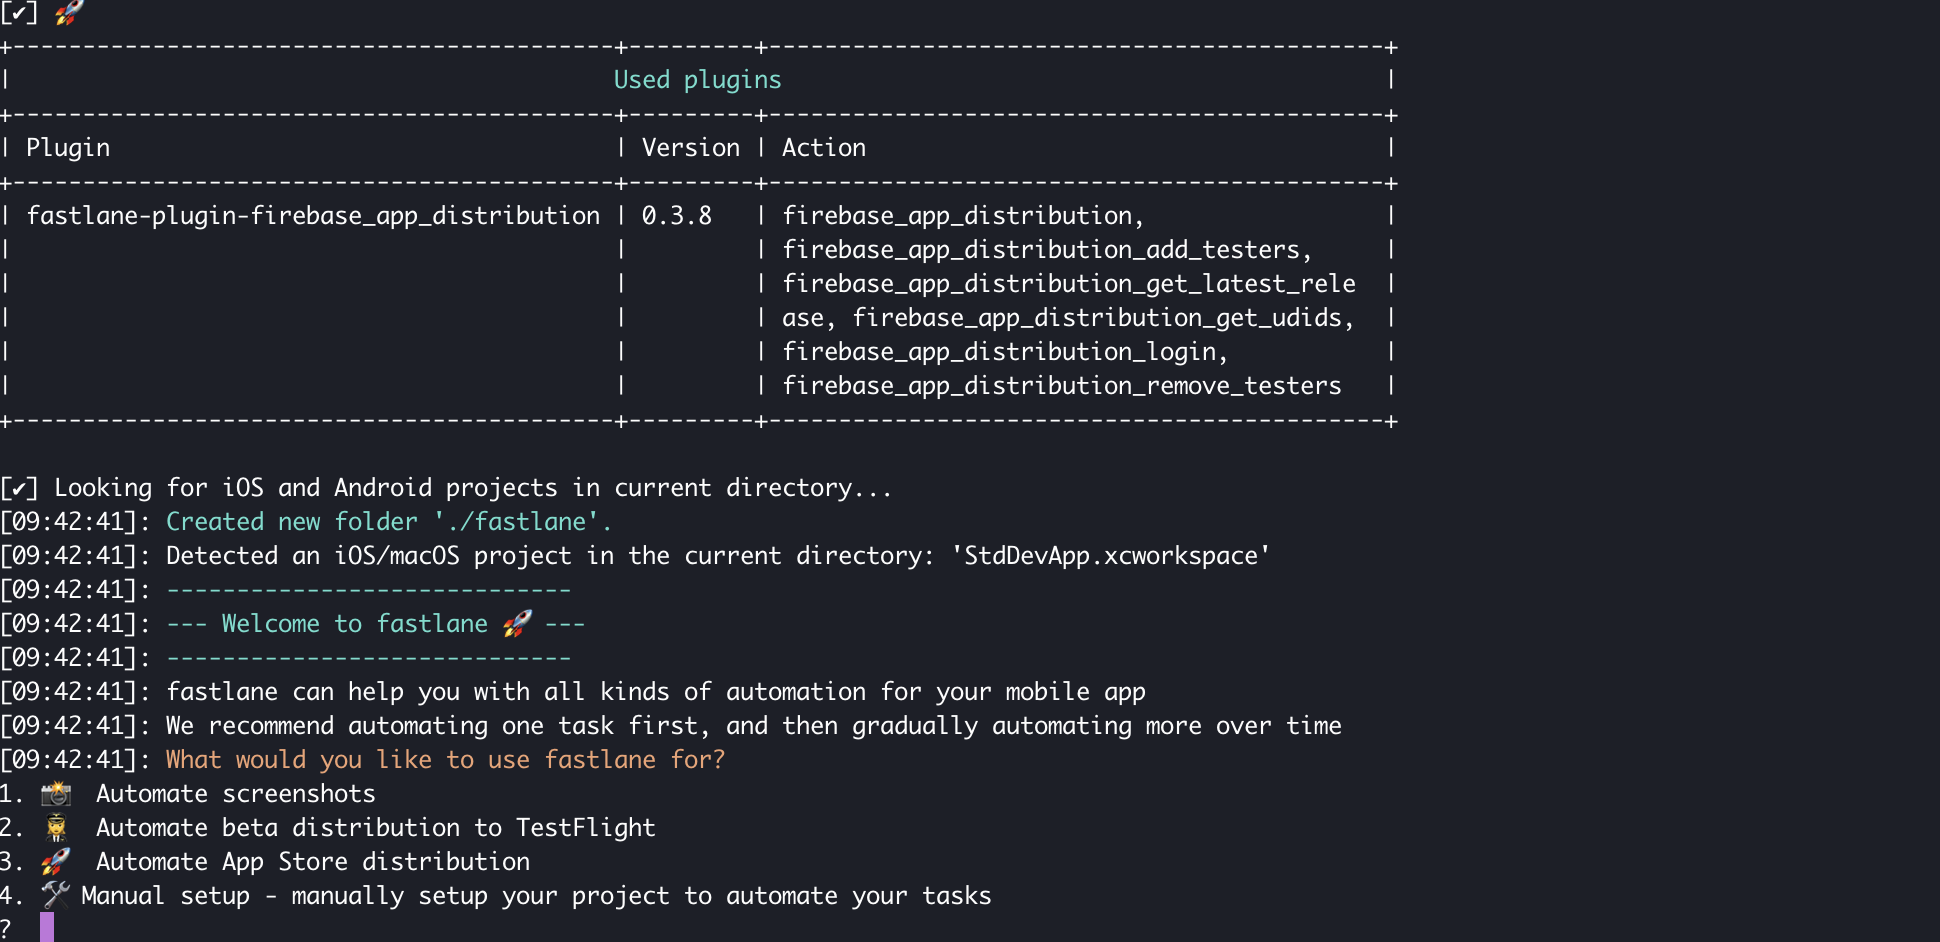 [✔] 🚀
+-------------------------------------------+---------+--------------------------------------------+
|                                           Used plugins                                           |
+-------------------------------------------+---------+--------------------------------------------+
| Plugin                                    | Version | Action                                     |
+-------------------------------------------+---------+--------------------------------------------+
| fastlane-plugin-firebase_app_distribution | 0.3.8   | firebase_app_distribution,                 |
|                                           |         | firebase_app_distribution_add_testers,     |
|                                           |         | firebase_app_distribution_get_latest_rele  |
|                                           |         | ase, firebase_app_distribution_get_udids,  |
|                                           |         | firebase_app_distribution_login,           |
|                                           |         | firebase_app_distribution_remove_testers   |
+-------------------------------------------+---------+--------------------------------------------+
[✔] Looking for iOS and Android projects in current directory...
[09:42:41]: Created new folder './fastlane'.
[09:42:41]: Detected an iOS/macOS project in the current directory: 'StdDevApp.xcworkspace'
[09:42:41]: -----------------------------
[09:42:41]: --- Welcome to fastlane 🚀 ---
[09:42:41]: -----------------------------
[09:42:41]: fastlane can help you with all kinds of automation for your mobile app
[09:42:41]: We recommend automating one task first, and then gradually automating more over time
[09:42:41]: What would you like to use fastlane for?
1. 📸  Automate screenshots
2. 👩‍✈️  Automate beta distribution to TestFlight
3. 🚀  Automate App Store distribution
4. 🛠 Manual setup - manually setup your project to automate your tasks
?